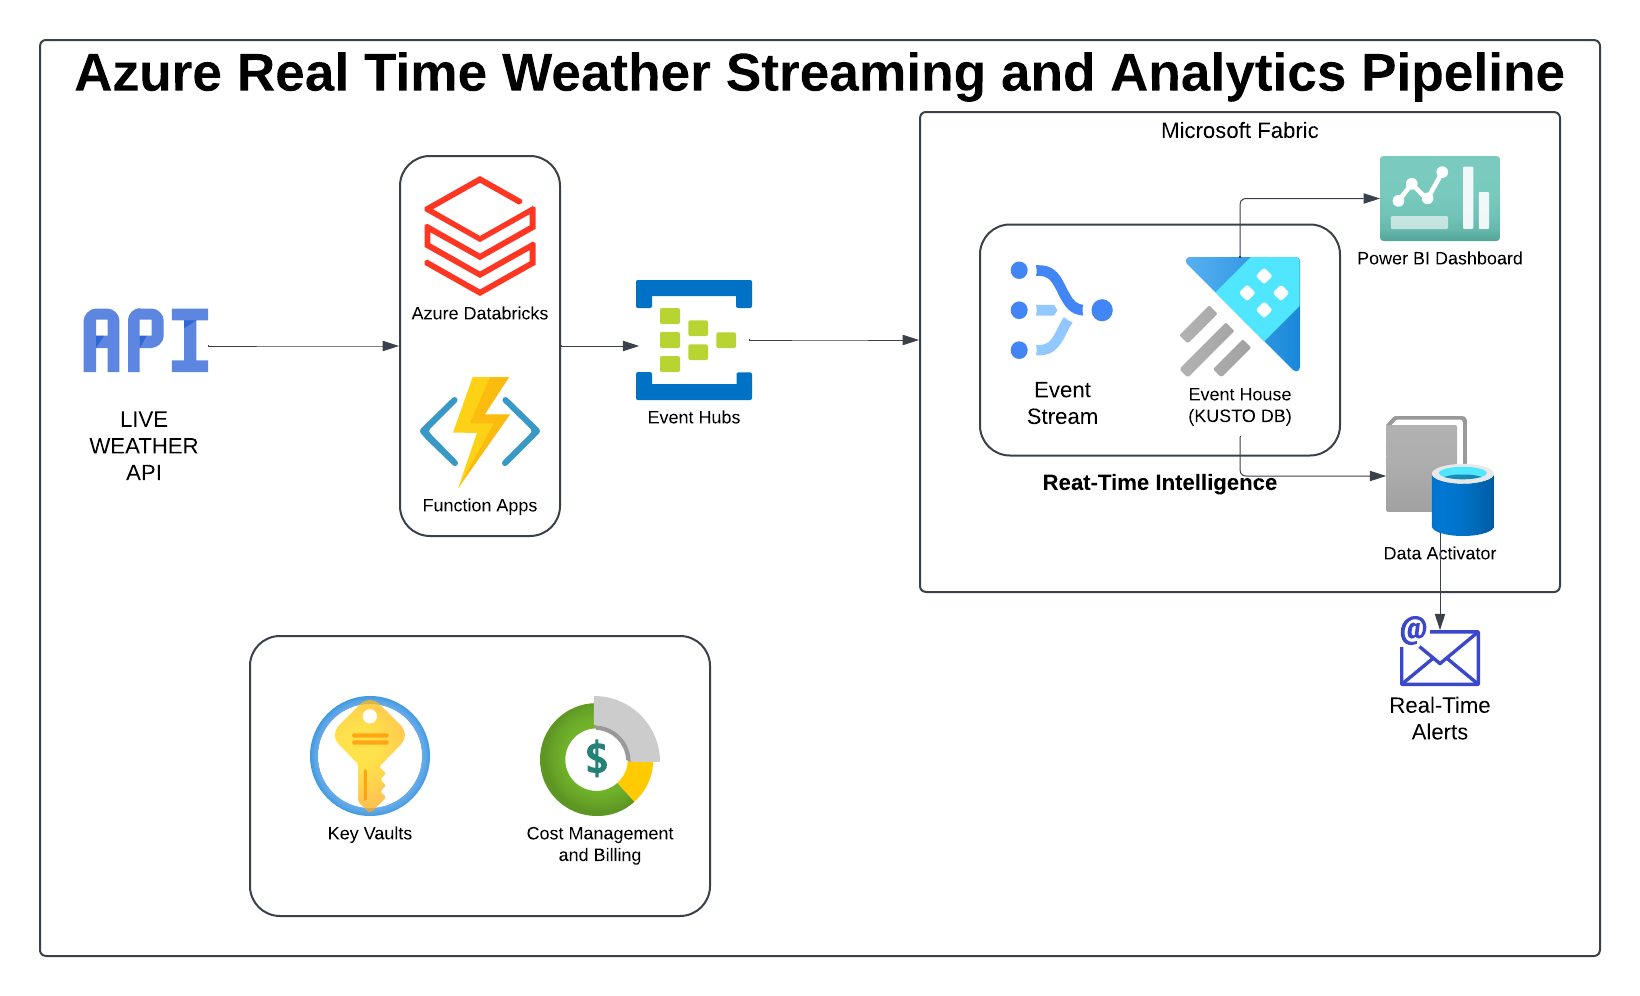 Azure Real Time Weather Streaming and Analytics Pipeline
Microsoft Fabric
API
LIVE
WEATHER
API
Azure Databricks
Function Apps
Event Hubs
Event
Stream
Event House
(KUSTO DB)
Reat-Time Intelligence
Power BI Dashboard
Data Activator
@
Real-Time
Alerts
Key Vaults
$
Cost Management
and Billing